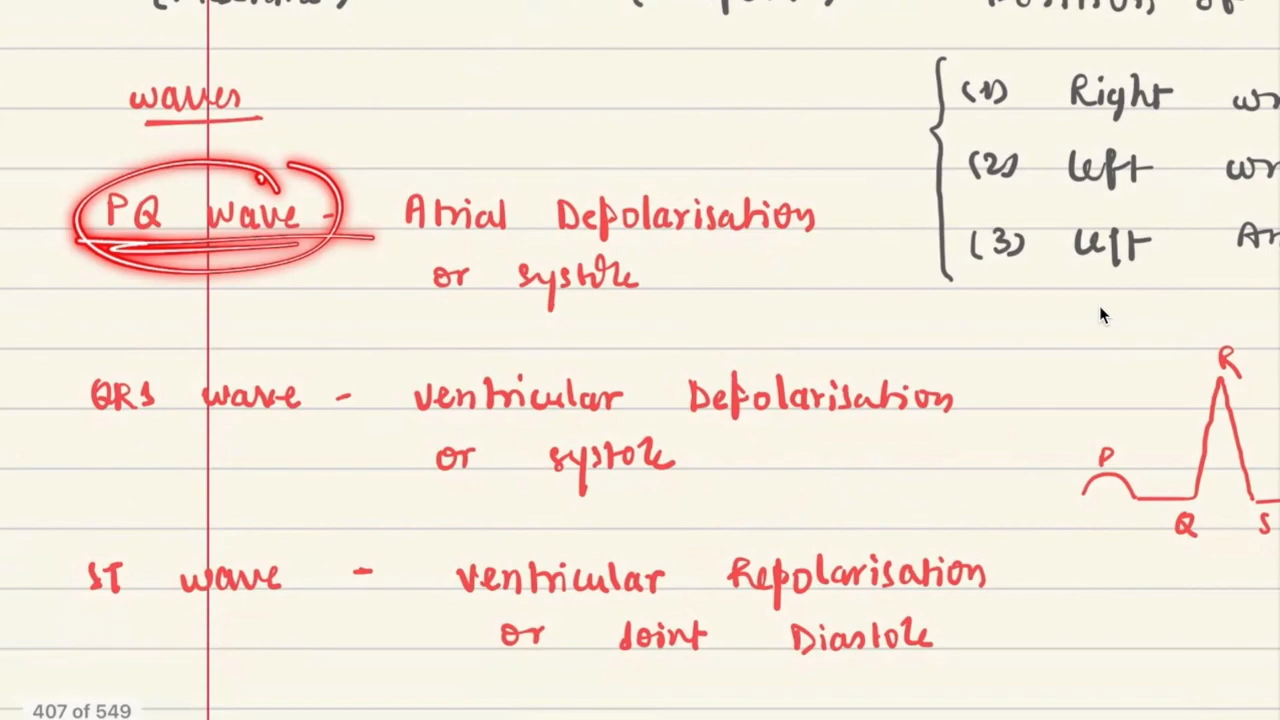 waves
(1) Right
(2) left
PQ wave - Atrial Depolarisation
(3) left
or systole
R
QRS wave - ventricular Depolarisation
or systole
P
Q S
ST wave - ventricular Repolarisation
or Joint Diastole
407 of 549